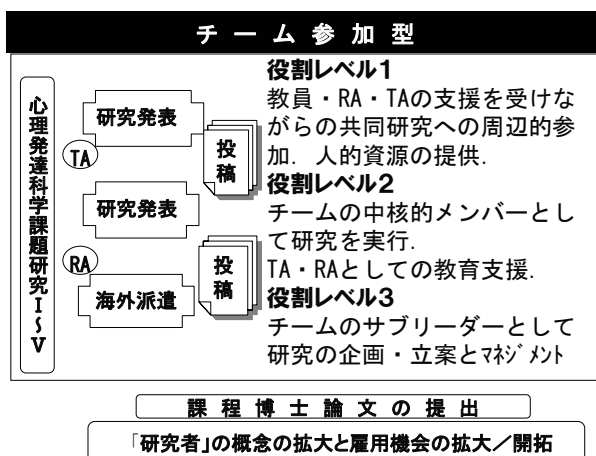 チーム参加型
心理発達科学課題研究Ⅰ〜Ⅴ
研究発表
TA
投稿
研究発表
RA
投稿
海外派遣
役割レベル1
教員・RA・TAの支援を受けな
がらの共同研究への周辺的参
加．人的資源の提供．
役割レベル2
チームの中核的メンバーとし
て研究を実行．
TA・RAとしての教育支援．
役割レベル3
チームのサブリーダーとして
研究の企画・立案とﾏﾈｼﾞﾒﾝﾄ
課程博士論文の提出
「研究者」の概念の拡大と雇用機会の拡大／開拓